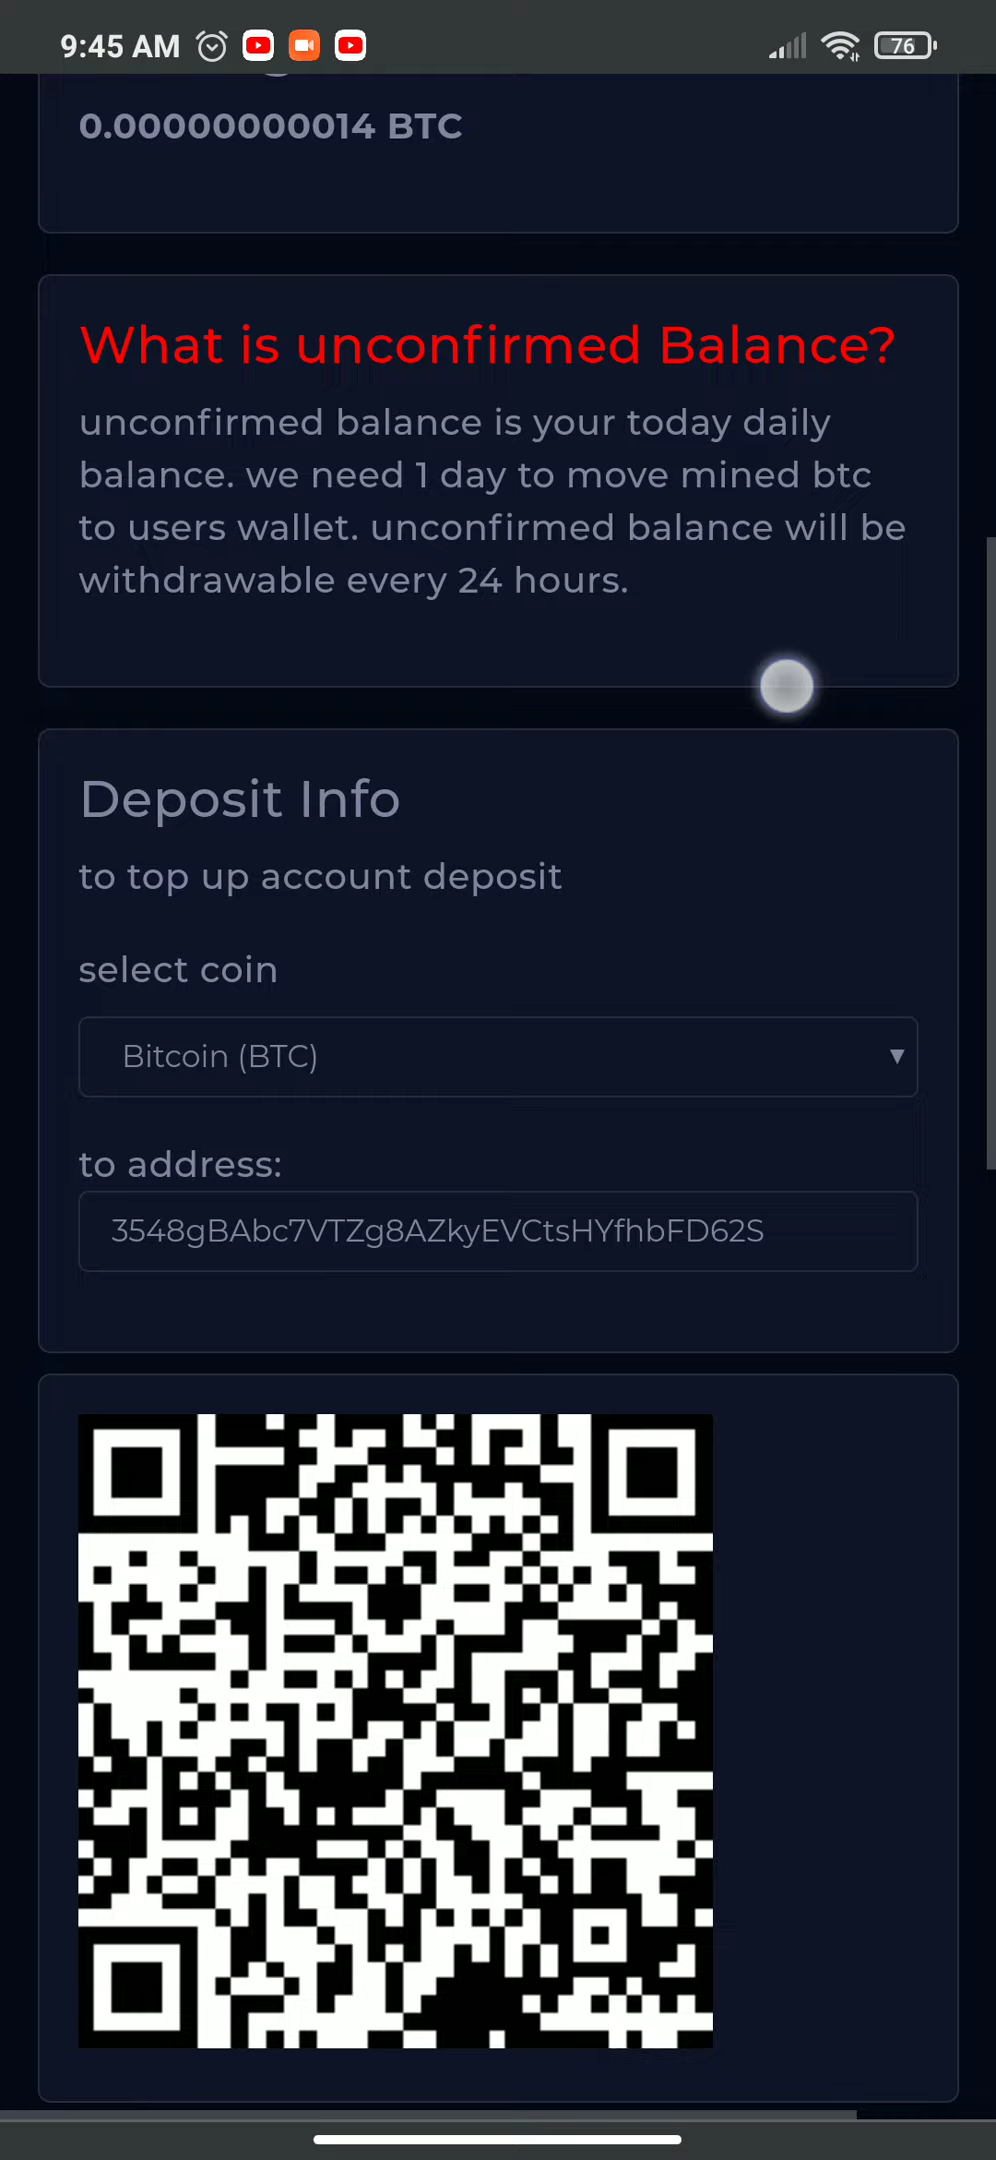 9:45 AM
76
0.00000000014 BTC
What is unconfirmed Balance?
unconfirmed balance is your today daily
balance. we need 1 day to move mined btc
to users wallet. unconfirmed balance will be
withdrawable every 24 hours.
Deposit Info
to top up account deposit
select coin
Bitcoin (BTC)
to address:
3548gBAbc7VTZg8AZkyEVCtsHYfhbFD62S